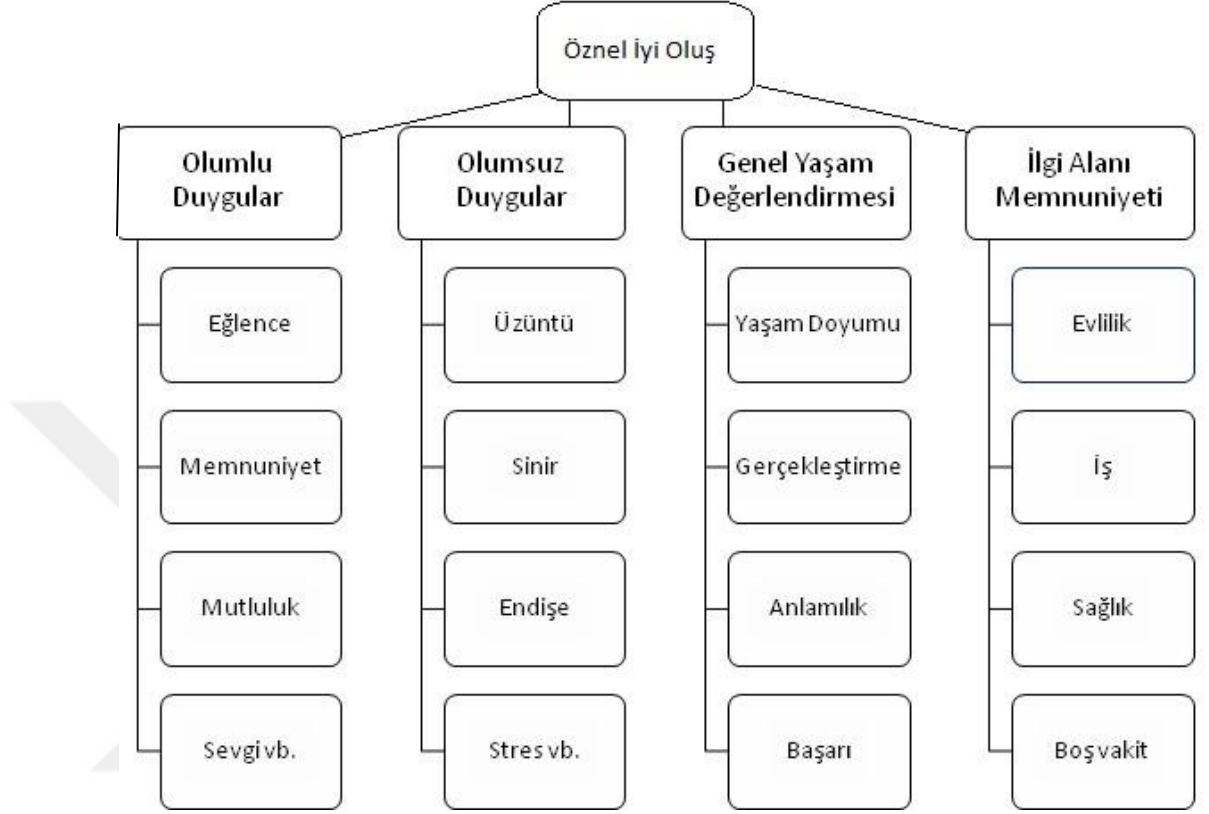 Öznel İyi Oluş
Olumlu
Duygular
Olumsuz
Duygular
Genel Yaşam
Değerlendirmesi
İlgi Alanı
Memnuniyeti
Eğlence
Üzüntü
Yaşam Doyumu
Evlilik
Memnuniyet
Sinir
Gerçekleştirme
İş
Mutluluk
Endişe
Anlamılık
Sağlık
Sevgi vb.
Stres vb.
Başarı
Boş vakit